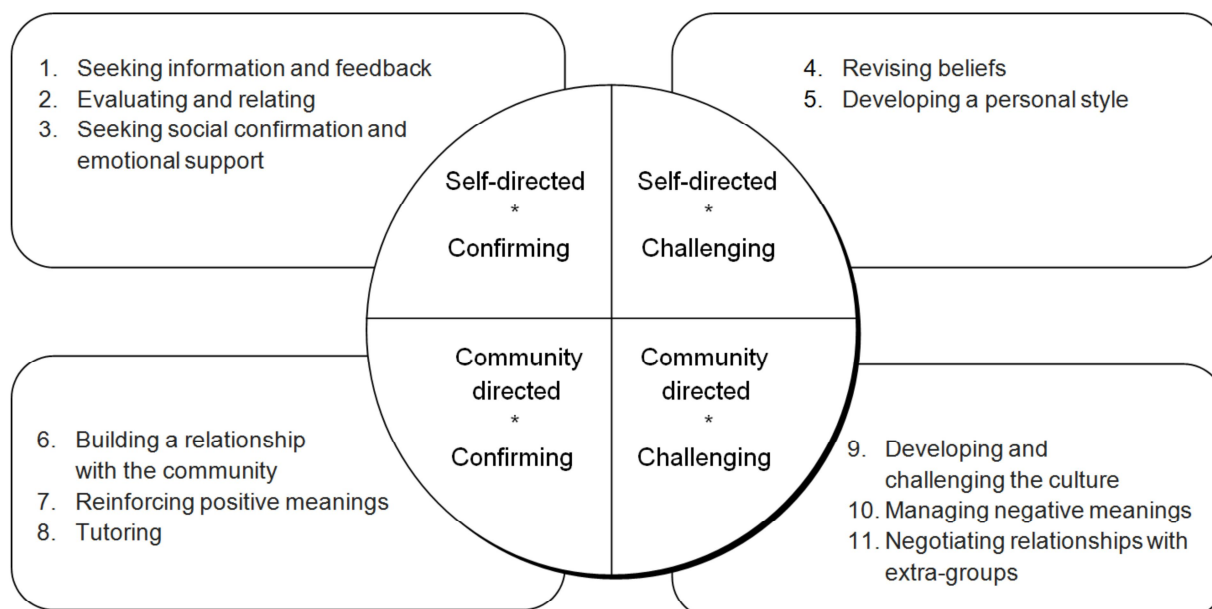 1. Seeking information and feedback
2. Evaluating and relating
3. Seeking social confirmation and
emotional support
4. Revising beliefs
5. Developing a personal style
Self-directed
*
Confirming
Self-directed
*
Challenging
Community
directed
*
Confirming
Community
directed
*
Challenging
6. Building a relationship
with the community
7. Reinforcing positive meanings
8. Tutoring
9. Developing and
challenging the culture
10. Managing negative meanings
11. Negotiating relationships with
extra-groups